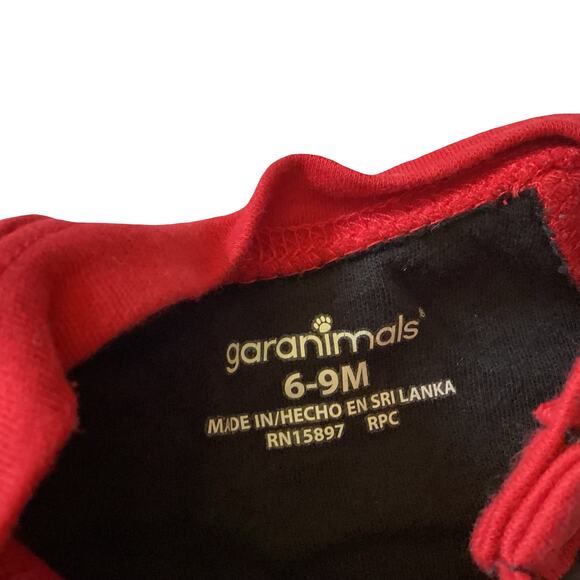 garanimals®
6-9M
MADE IN/HECHO EN SRI LANKA
RN15897 RPC